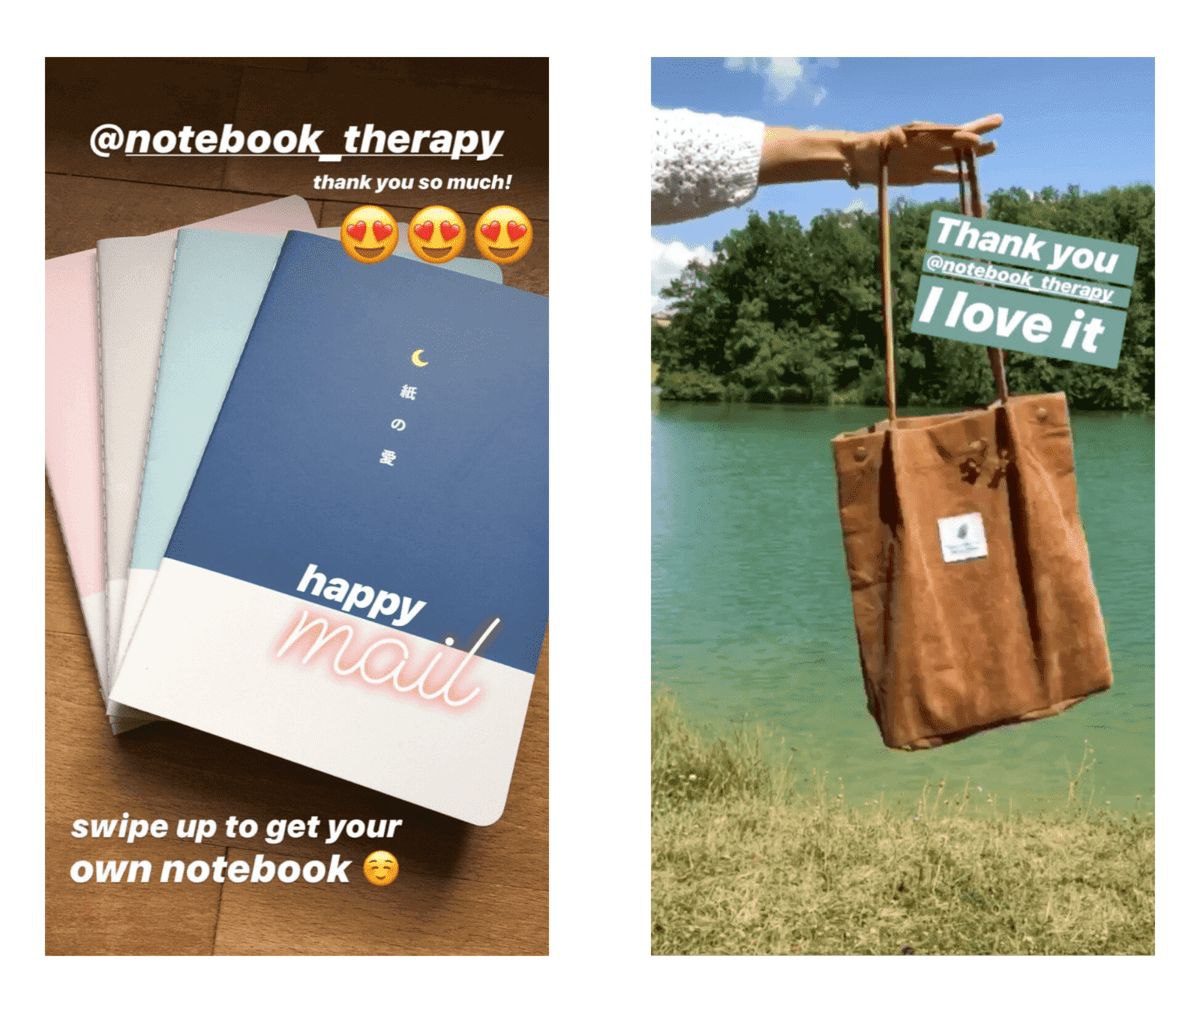 @notebook_therapy
thank you so much!
😍😍😍
紙の愛
happy
mail
swipe up to get your
own notebook ☺️
Thank you
@notebook_therapy
I love it